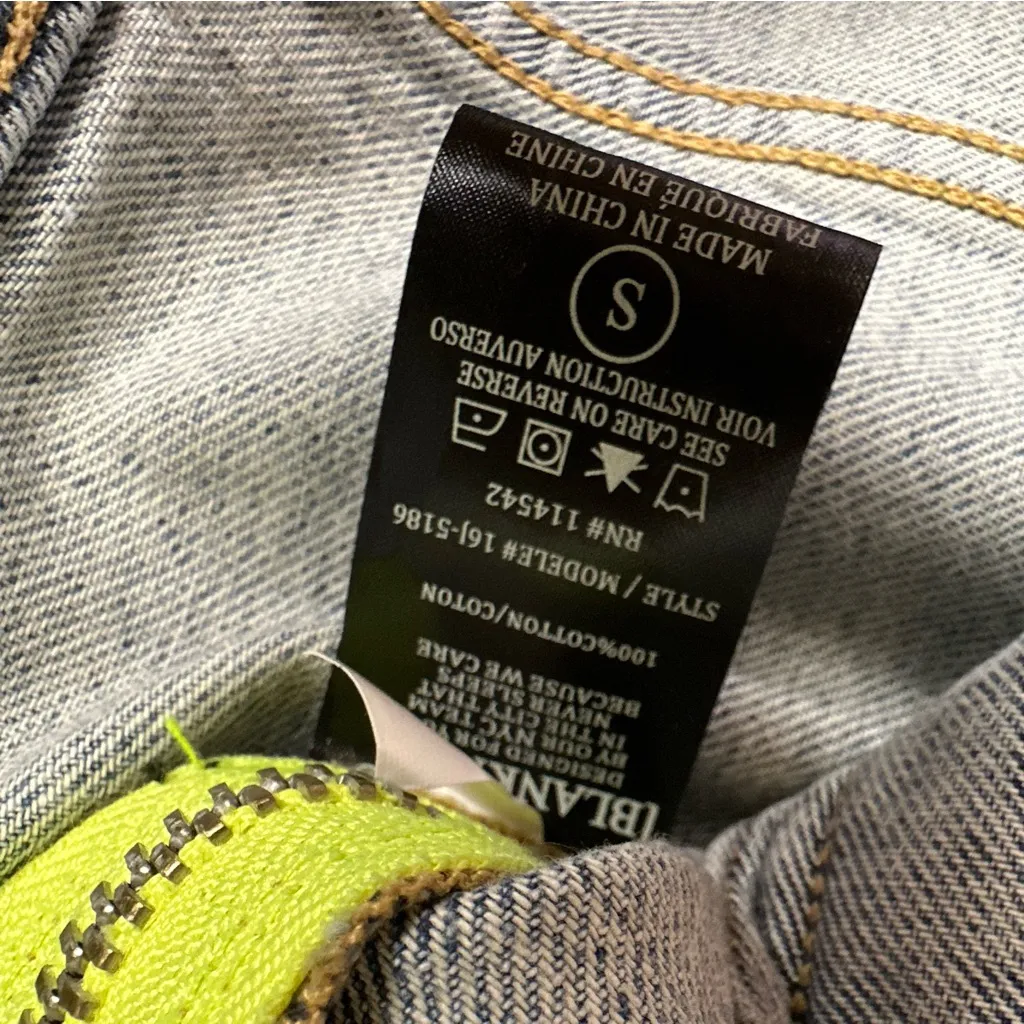 [BLANK
DESIGNED FOR
BY OUR NYC TEAM
IN THE CITY THAT
NEVER SLEEPS
BECAUSE WE CARE
100%COTTON/COTON
STYLE / MODELE# 16J-5186
RN# 114542
SEE CARE ON REVERSE
VOIR INSTRUCTION AUVERSO
S
MADE IN CHINA
FABRIQUÉ EN CHINE